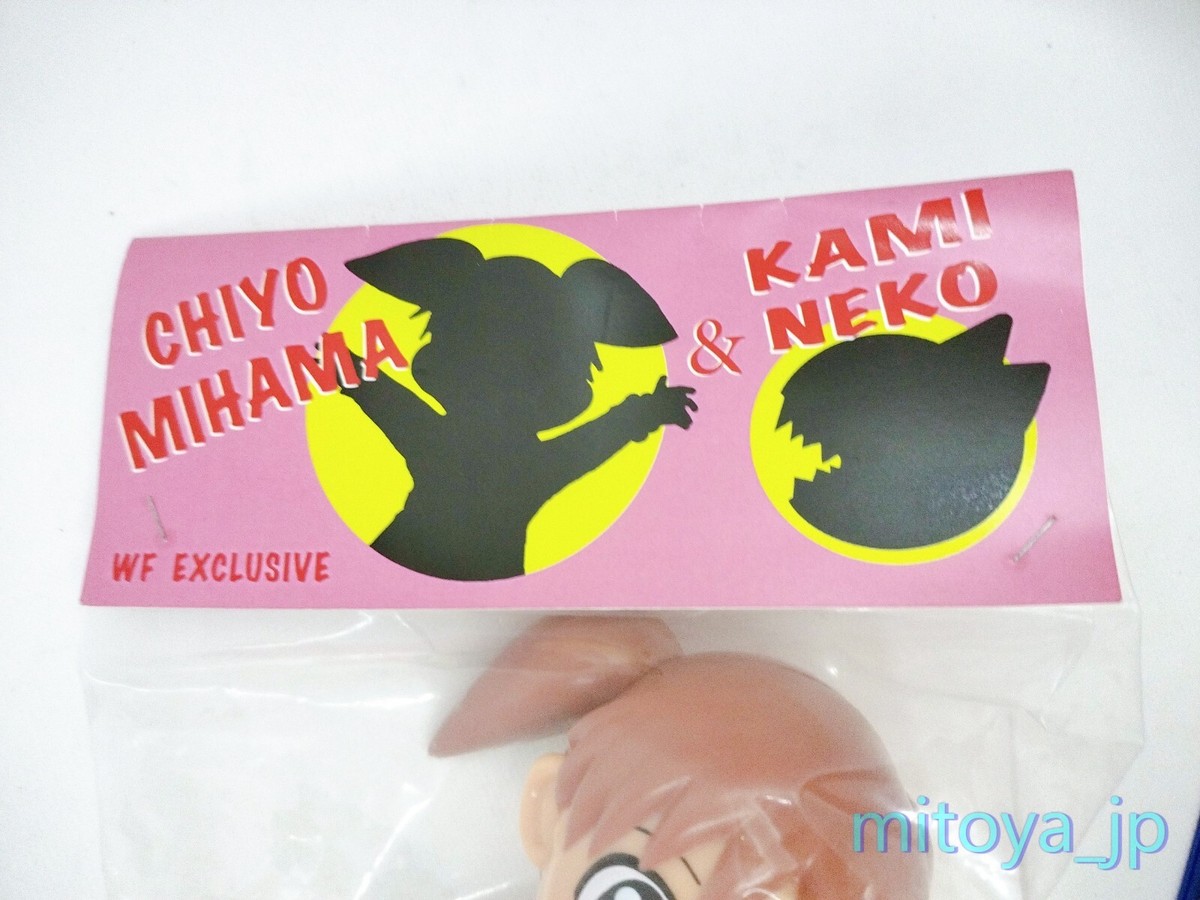 CHIYO
MIHAMA
&
KAMI
NEKO
WF EXCLUSIVE
mitoya_jp